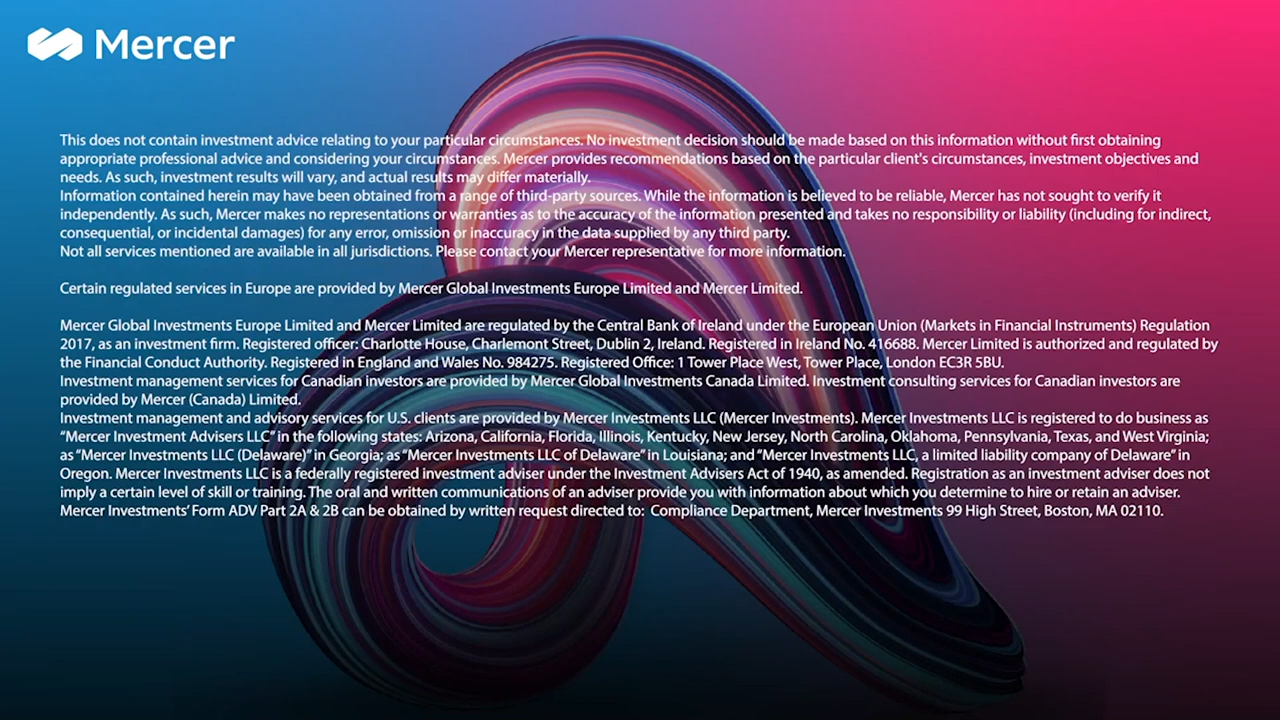 Mercer
This does not contain investment advice relating to your particular circumstances. No investment decision should be made based on this information without first obtaining
appropriate professional advice and considering your circumstances. Mercer provides recommendations based on the particular client's circumstances, investment objectives and
needs. As such, investment results will vary, and actual results may differ materially.
Information contained herein may have been obtained from a range of third-party sources. While the information is believed to be reliable, Mercer has not sought to verify it
independently. As such, Mercer makes no representations or warranties as to the accuracy of the information presented and takes no responsibility or liability (including for indirect,
consequential, or incidental damages) for any error, omission or inaccuracy in the data supplied by any third party.
Not all services mentioned are available in all jurisdictions. Please contact your Mercer representative for more information.
Certain regulated services in Europe are provided by Mercer Global Investments Europe Limited and Mercer Limited.
Mercer Global Investments Europe Limited and Mercer Limited are regulated by the Central Bank of Ireland under the European Union (Markets in Financial Instruments) Regulation
2017, as an investment firm. Registered officer: Charlotte House, Charlemont Street, Dublin 2, Ireland. Registered in Ireland No. 416688. Mercer Limited is authorized and regulated by
the Financial Conduct Authority. Registered in England and Wales No. 984275. Registered Office: 1 Tower Place West, Tower Place, London EC3R 5BU.
Investment management services for Canadian investors are provided by Mercer Global Investments Canada Limited. Investment consulting services for Canadian investors are
provided by Mercer (Canada) Limited.
Investment management and advisory services for U.S. clients are provided by Mercer Investments LLC (Mercer Investments). Mercer Investments LLC is registered to do business as
“Mercer Investment Advisers LLC” in the following states: Arizona, California, Florida, Illinois, Kentucky, New Jersey, North Carolina, Oklahoma, Pennsylvania, Texas, and West Virginia;
as “Mercer Investments LLC (Delaware)” in Georgia; as “Mercer Investments LLC of Delaware” in Louisiana; and “Mercer Investments LLC, a limited liability company of Delaware” in
Oregon. Mercer Investments LLC is a federally registered investment adviser under the Investment Advisers Act of 1940, as amended. Registration as an investment adviser does not
imply a certain level of skill or training. The oral and written communications of an adviser provide you with information about which you determine to hire or retain an adviser.
Mercer Investments’ Form ADV Part 2A & 2B can be obtained by written request directed to:  Compliance Department, Mercer Investments 99 High Street, Boston, MA 02110.